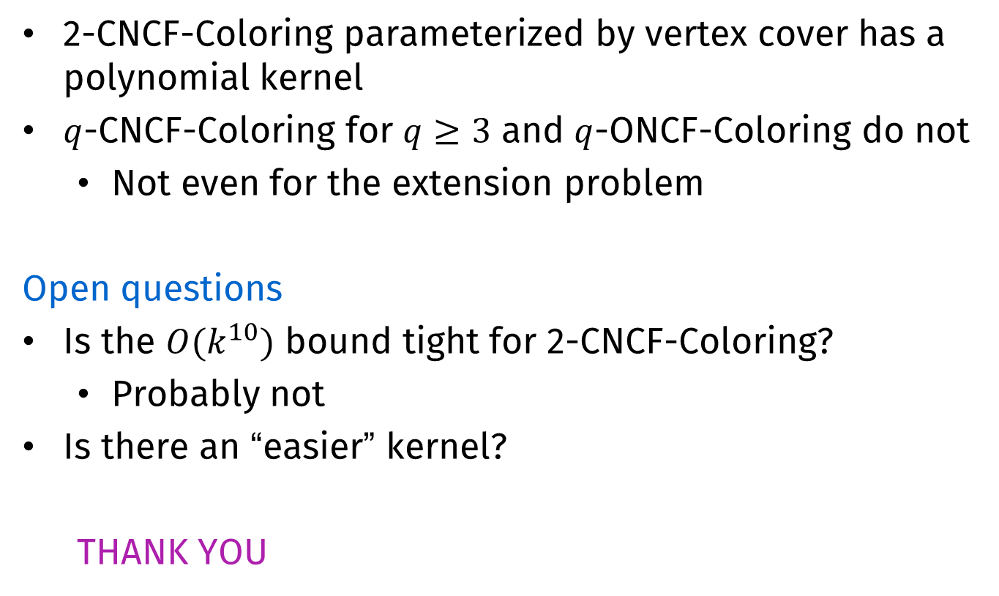 • 2-CNCF-Coloring parameterized by vertex cover has a
polynomial kernel
• q-CNCF-Coloring for q ≥ 3 and q-ONCF-Coloring do not
• Not even for the extension problem
Open questions
• Is the O(k¹⁰) bound tight for 2-CNCF-Coloring?
• Probably not
• Is there an “easier” kernel?
THANK YOU